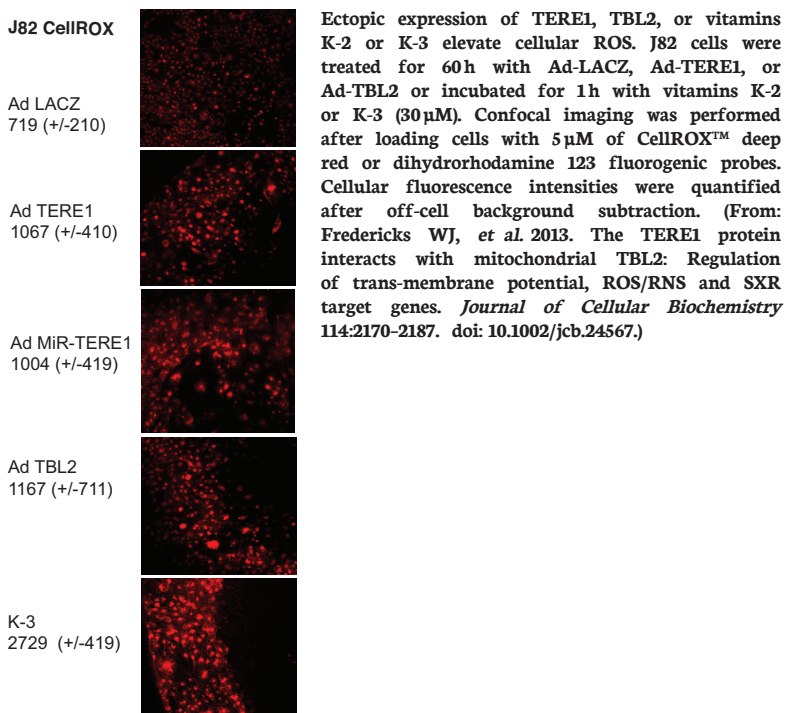 J82 CellROX
Ad LACZ
719 (+/-210)
Ad TERE1
1067 (+/-410)
Ad MiR-TERE1
1004 (+/-419)
Ad TBL2
1167 (+/-711)
K-3
2729 (+/-419)
Ectopic expression of TERE1, TBL2, or vitamins
K-2 or K-3 elevate cellular ROS. J82 cells were
treated for 60 h with Ad-LACZ, Ad-TERE1, or
Ad-TBL2 or incubated for 1 h with vitamins K-2
or K-3 (30 µM). Confocal imaging was performed
after loading cells with 5 µM of CellROX™ deep
red or dihydrorhodamine 123 fluorogenic probes.
Cellular fluorescence intensities were quantified
after off-cell background subtraction. (From:
Fredericks WJ, et al. 2013. The TERE1 protein
interacts with mitochondrial TBL2: Regulation
of trans-membrane potential, ROS/RNS and SXR
target genes. Journal of Cellular Biochemistry
114:2170–2187. doi: 10.1002/jcb.24567.)